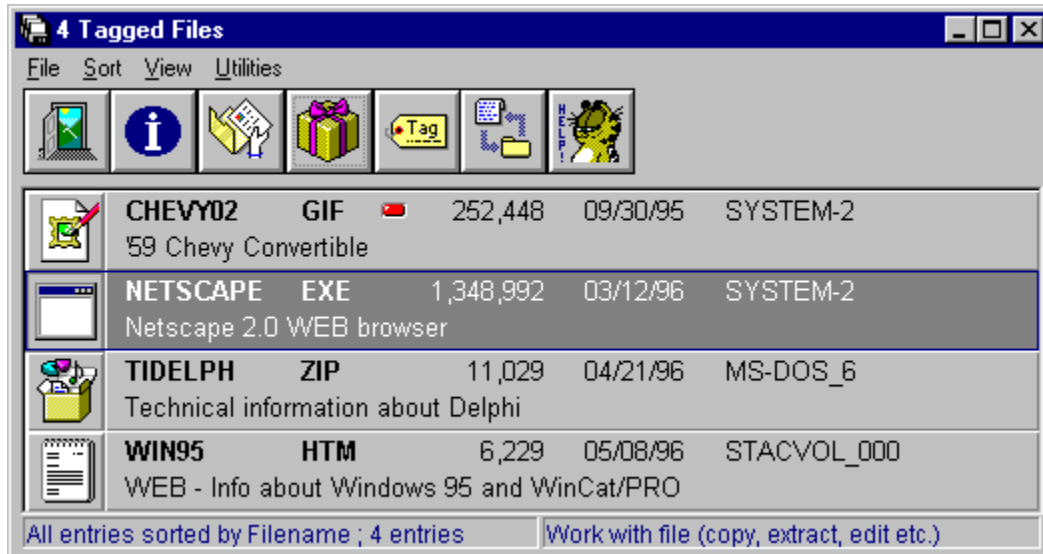 4 Tagged Files
File Sort View Utilities
Tag
HELP!
CHEVY02 GIF 252,448 09/30/95 SYSTEM-2
'59 Chevy Convertible
NETSCAPE EXE 1,348,992 03/12/96 SYSTEM-2
Netscape 2.0 WEB browser
TIDELPH ZIP 11,029 04/21/96 MS-DOS_6
Technical information about Delphi
WIN95 HTM 6,229 05/08/96 STACVOL_000
WEB - Info about Windows 95 and WinCat/PRO
All entries sorted by Filename ; 4 entries Work with file (copy, extract, edit etc.)